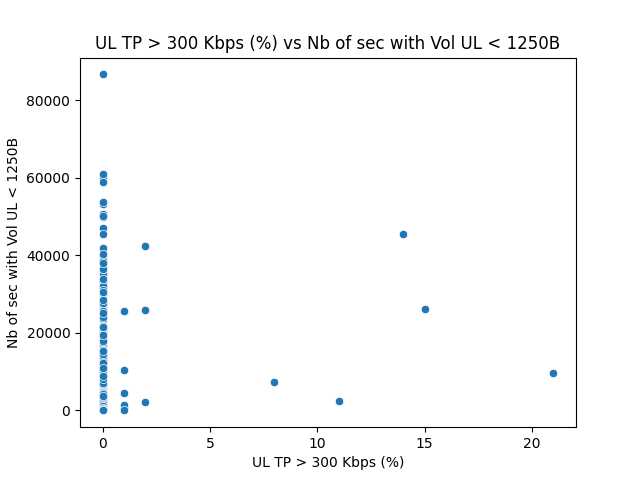 UL TP > 300 Kbps (%) vs Nb of sec with Vol UL < 1250B
80000
60000
40000
20000
0
Nb of sec with Vol UL < 1250B
0 5 10 15 20
UL TP > 300 Kbps (%)